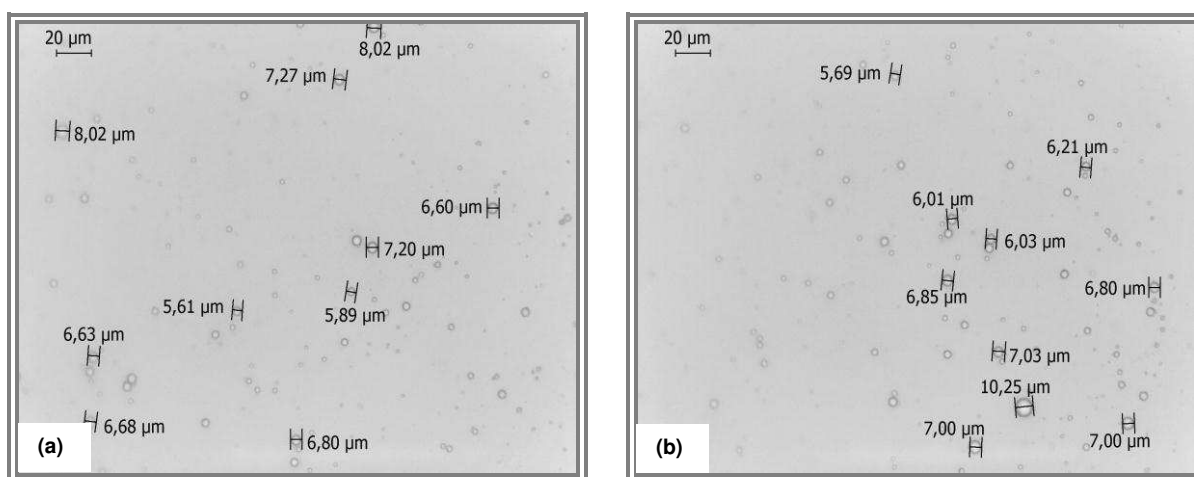 20 µm
8,02 µm
7,27 µm
8,02 µm
6,60 µm
7,20 µm
5,61 µm
5,89 µm
6,63 µm
6,68 µm
6,80 µm
(a)
20 µm
5,69 µm
6,21 µm
6,01 µm
6,03 µm
6,85 µm
6,80 µm
7,03 µm
10,25 µm
7,00 µm
7,00 µm
(b)